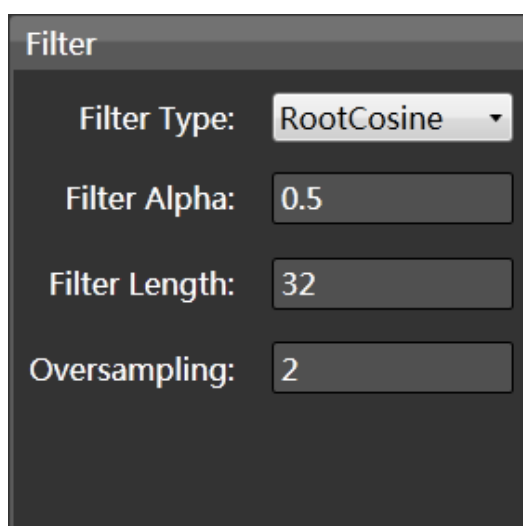 Filter
Filter Type: RootCosine
Filter Alpha: 0.5
Filter Length: 32
Oversampling: 2